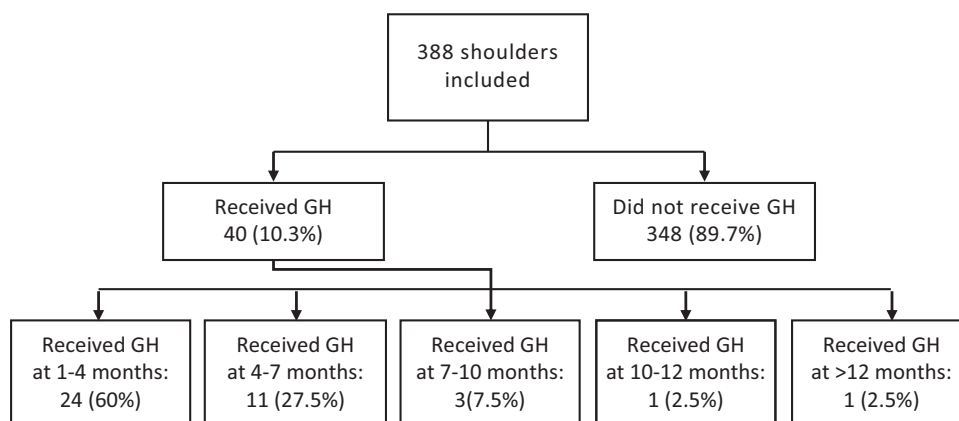 388 shoulders
included
Received GH
40 (10.3%)
Did not receive GH
348 (89.7%)
Received GH
at 1-4 months:
24 (60%)
Received GH
at 4-7 months:
11 (27.5%)
Received GH
at 7-10 months:
3(7.5%)
Received GH
at 10-12 months:
1 (2.5%)
Received GH
at >12 months:
1 (2.5%)